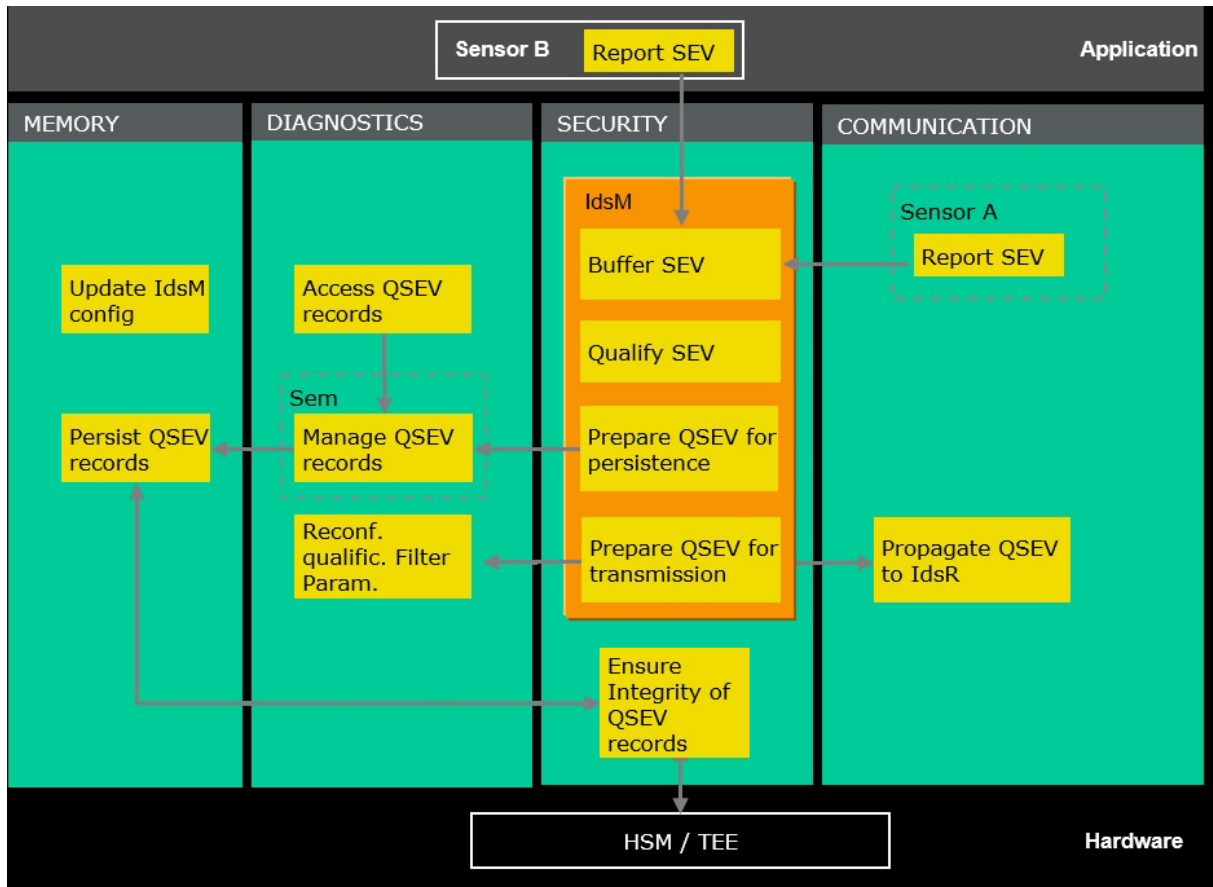 Sensor B
Report SEV
Application
MEMORY
DIAGNOSTICS
SECURITY
COMMUNICATION
IdsM
Sensor A
Buffer SEV
Report SEV
Update IdsM
config
Access QSEV
records
Qualify SEV
Sem
Persist QSEV
records
Manage QSEV
records
Prepare QSEV for
persistence
Reconf.
qualific. Filter
Param.
Prepare QSEV for
transmission
Propagate QSEV
to IdsR
Ensure
Integrity of
QSEV
records
HSM / TEE
Hardware